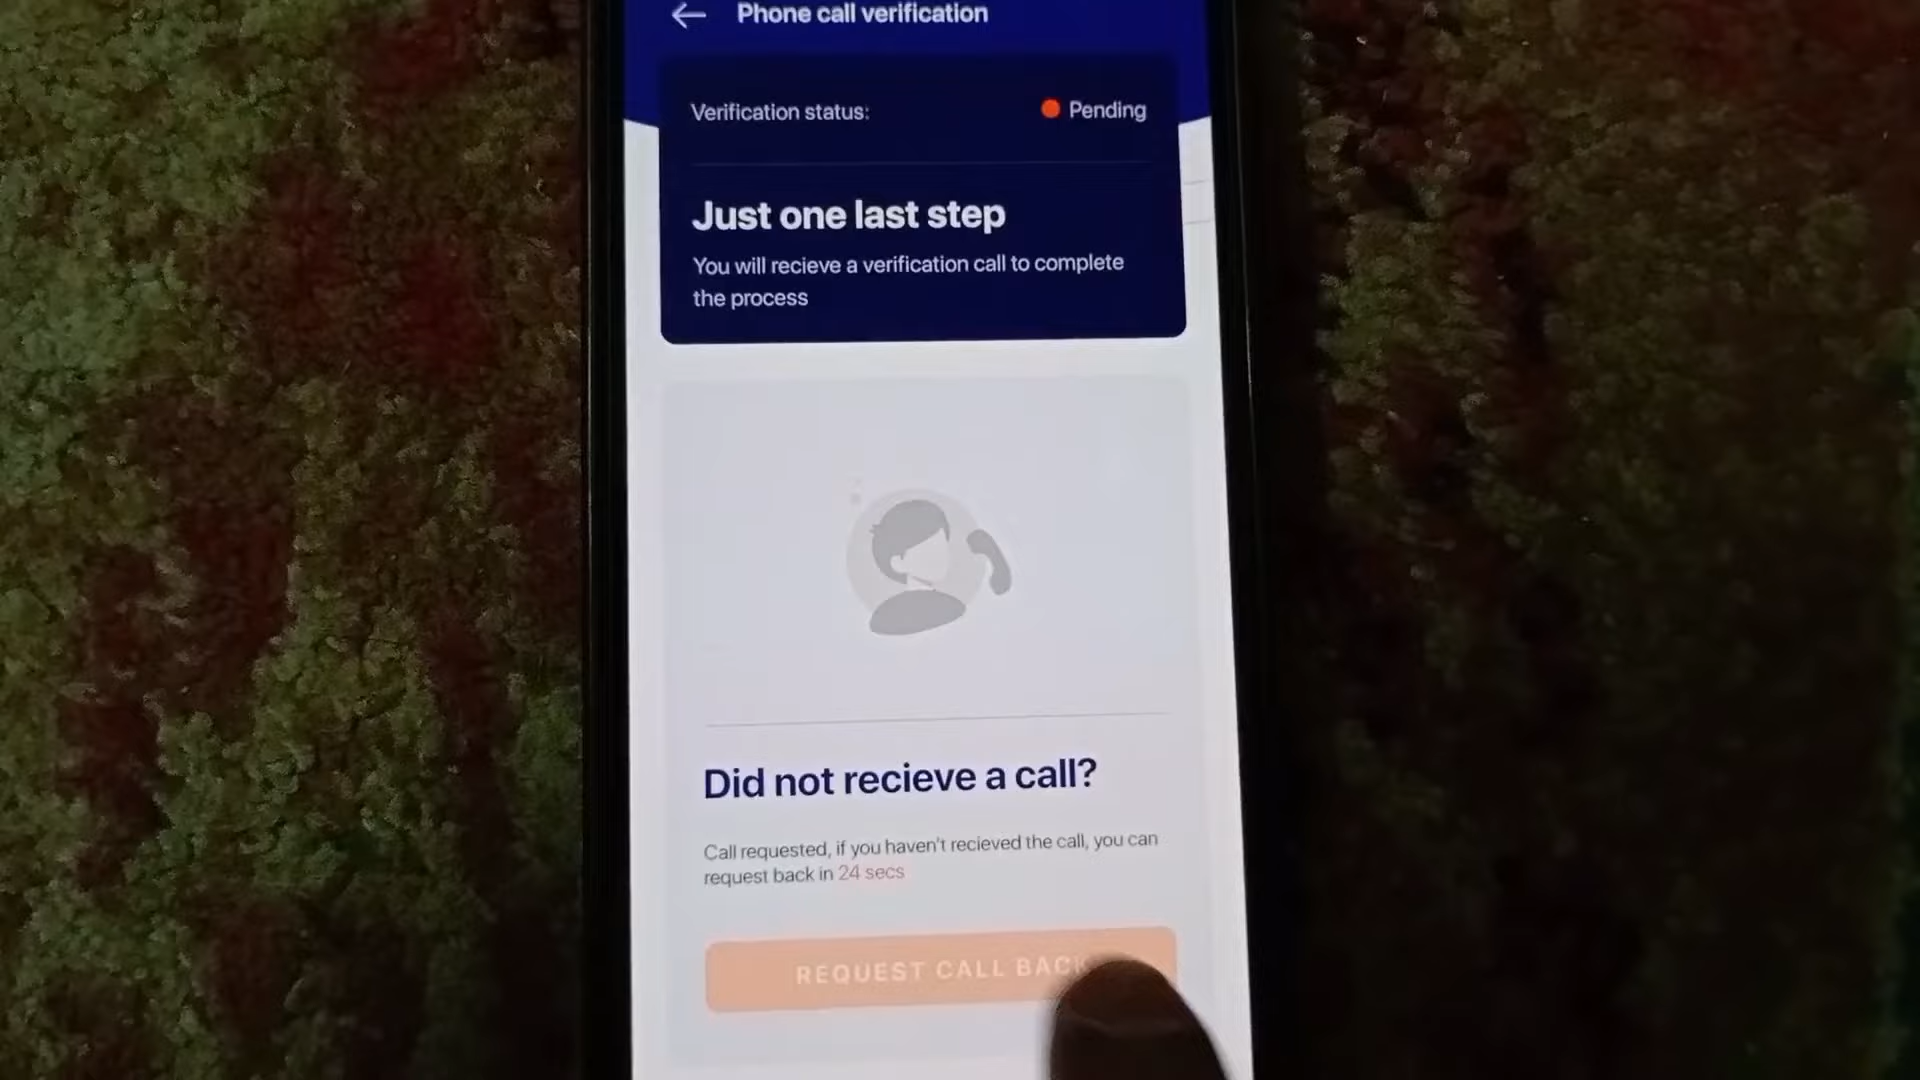 Phone call verification
Verification status:
Pending
Just one last step
You will recieve a verification call to complete
the process
Did not recieve a call?
Call requested, if you haven't recieved the call, you can
request back in 24 secs
REQUEST CALL BACK